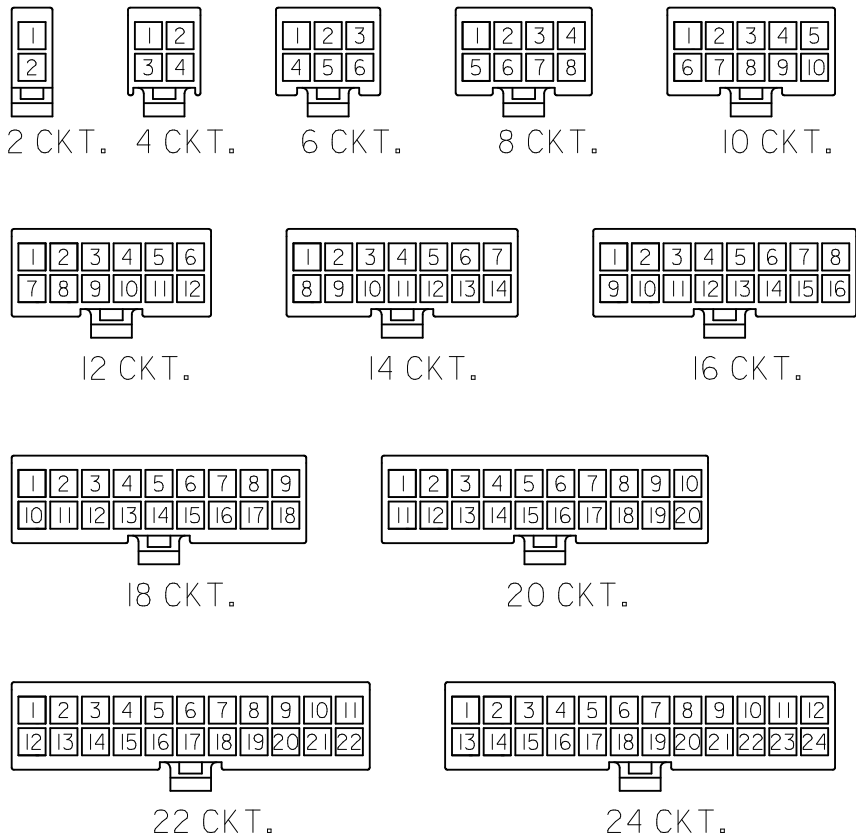 1 1 2 1 2 3 1 2 3 4 1 2 3 4 5
2 3 4 4 5 6 5 6 7 8 6 7 8 9 10
2 CKT. 4 CKT. 6 CKT. 8 CKT. 10 CKT.
1 2 3 4 5 6 1 2 3 4 5 6 7 1 2 3 4 5 6 7 8
7 8 9 10 11 12 8 9 10 11 12 13 14 9 10 11 12 13 14 15 16
12 CKT. 14 CKT. 16 CKT.
1 2 3 4 5 6 7 8 9 1 2 3 4 5 6 7 8 9 10
10 11 12 13 14 15 16 17 18 11 12 13 14 15 16 17 18 19 20
18 CKT. 20 CKT.
1 2 3 4 5 6 7 8 9 10 11 1 2 3 4 5 6 7 8 9 10 11 12
12 13 14 15 16 17 18 19 20 21 22 13 14 15 16 17 18 19 20 21 22 23 24
22 CKT. 24 CKT.